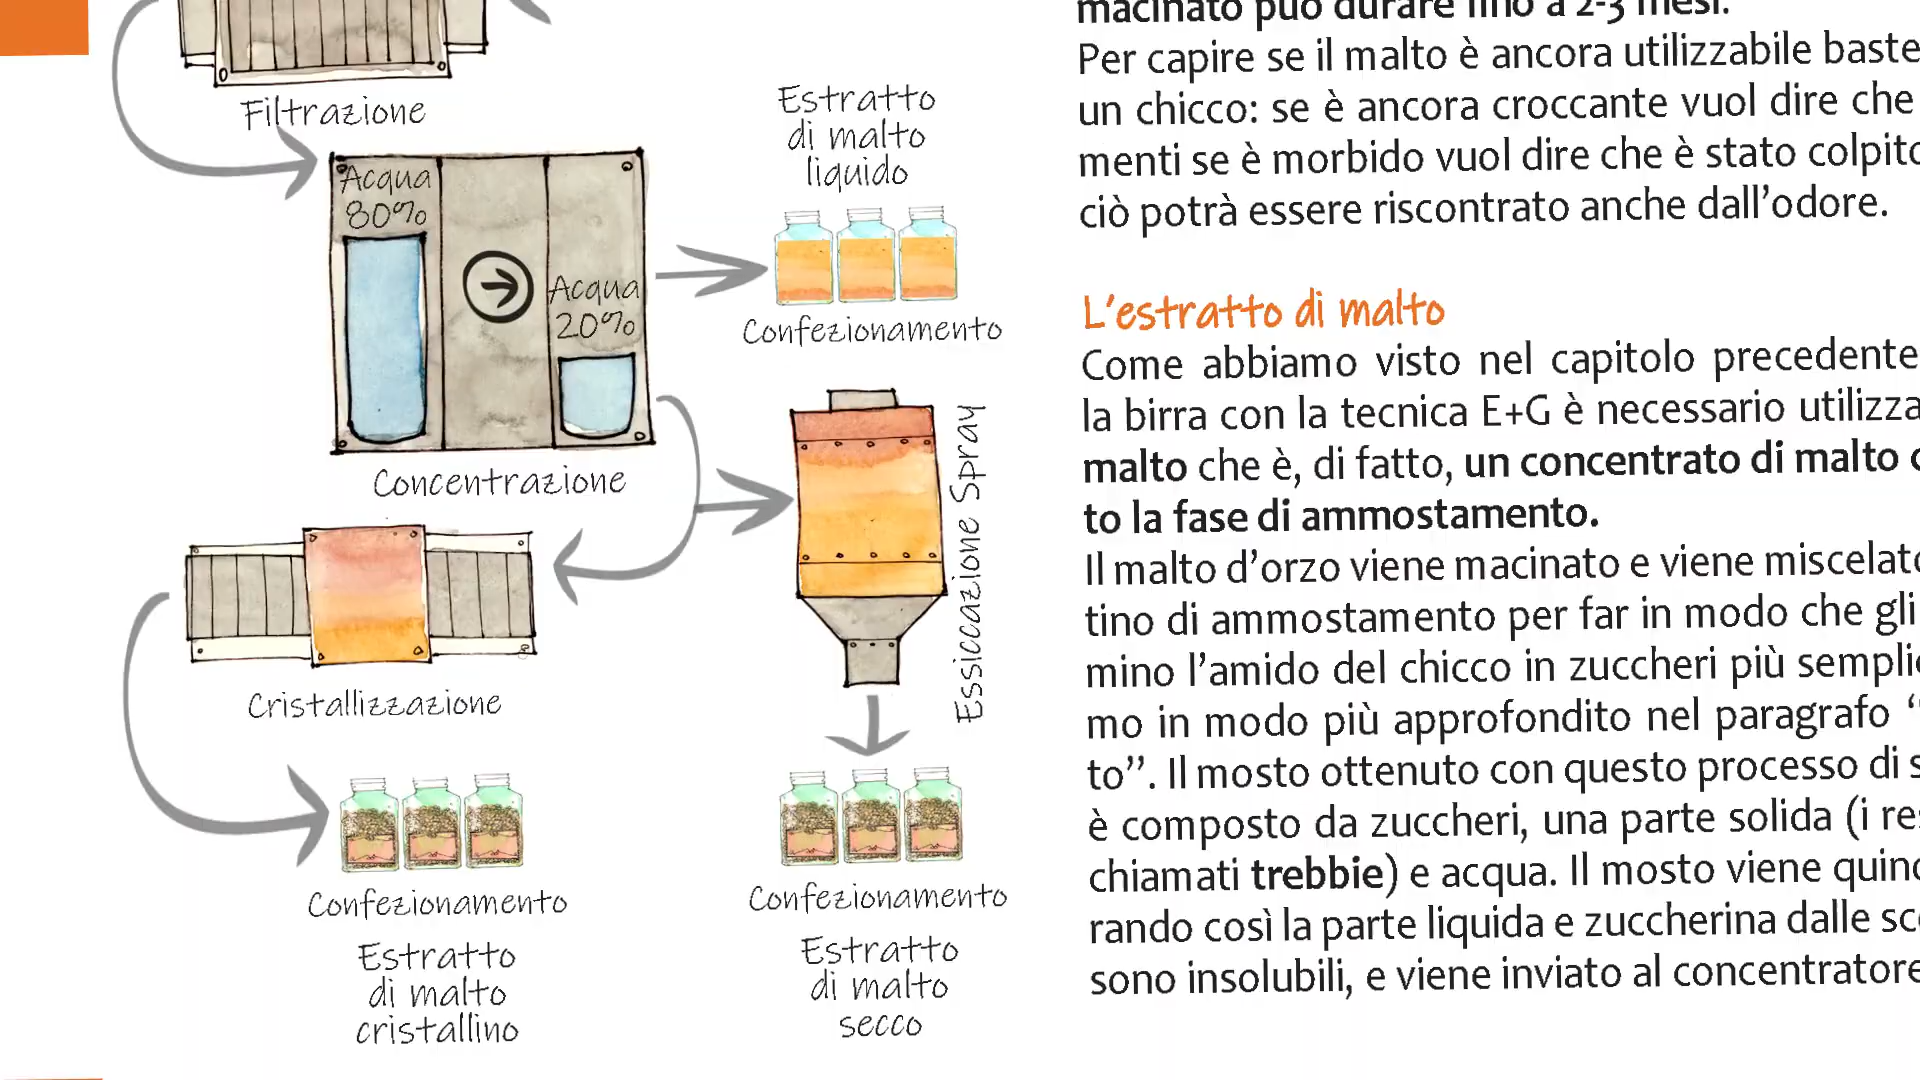 Filtrazione
Acqua
80%
Acqua
20%
Concentrazione
Estratto
di malto
liquido
Confezionamento
Essiccazione Spray
Cristallizzazione
Confezionamento
Estratto
di malto
cristallino
Confezionamento
Estratto
di malto
secco
macinato può durare fino a 2-3 mesi.
Per capire se il malto è ancora utilizzabile baste
un chicco: se è ancora croccante vuol dire che
menti se è morbido vuol dire che è stato colpito
ciò potrà essere riscontrato anche dall'odore.
L'estratto di malto
Come abbiamo visto nel capitolo precedente
la birra con la tecnica E+G è necessario utilizza
malto che è, di fatto, un concentrato di malto
to la fase di ammostamento.
Il malto d'orzo viene macinato e viene miscelato
tino di ammostamento per far in modo che gli
mino l'amido del chicco in zuccheri più semplic
mo in modo più approfondito nel paragrafo "
to". Il mosto ottenuto con questo processo di s
è composto da zuccheri, una parte solida (i res
chiamati trebbie) e acqua. Il mosto viene quind
rando così la parte liquida e zuccherina dalle sco
sono insolubili, e viene inviato al concentratore